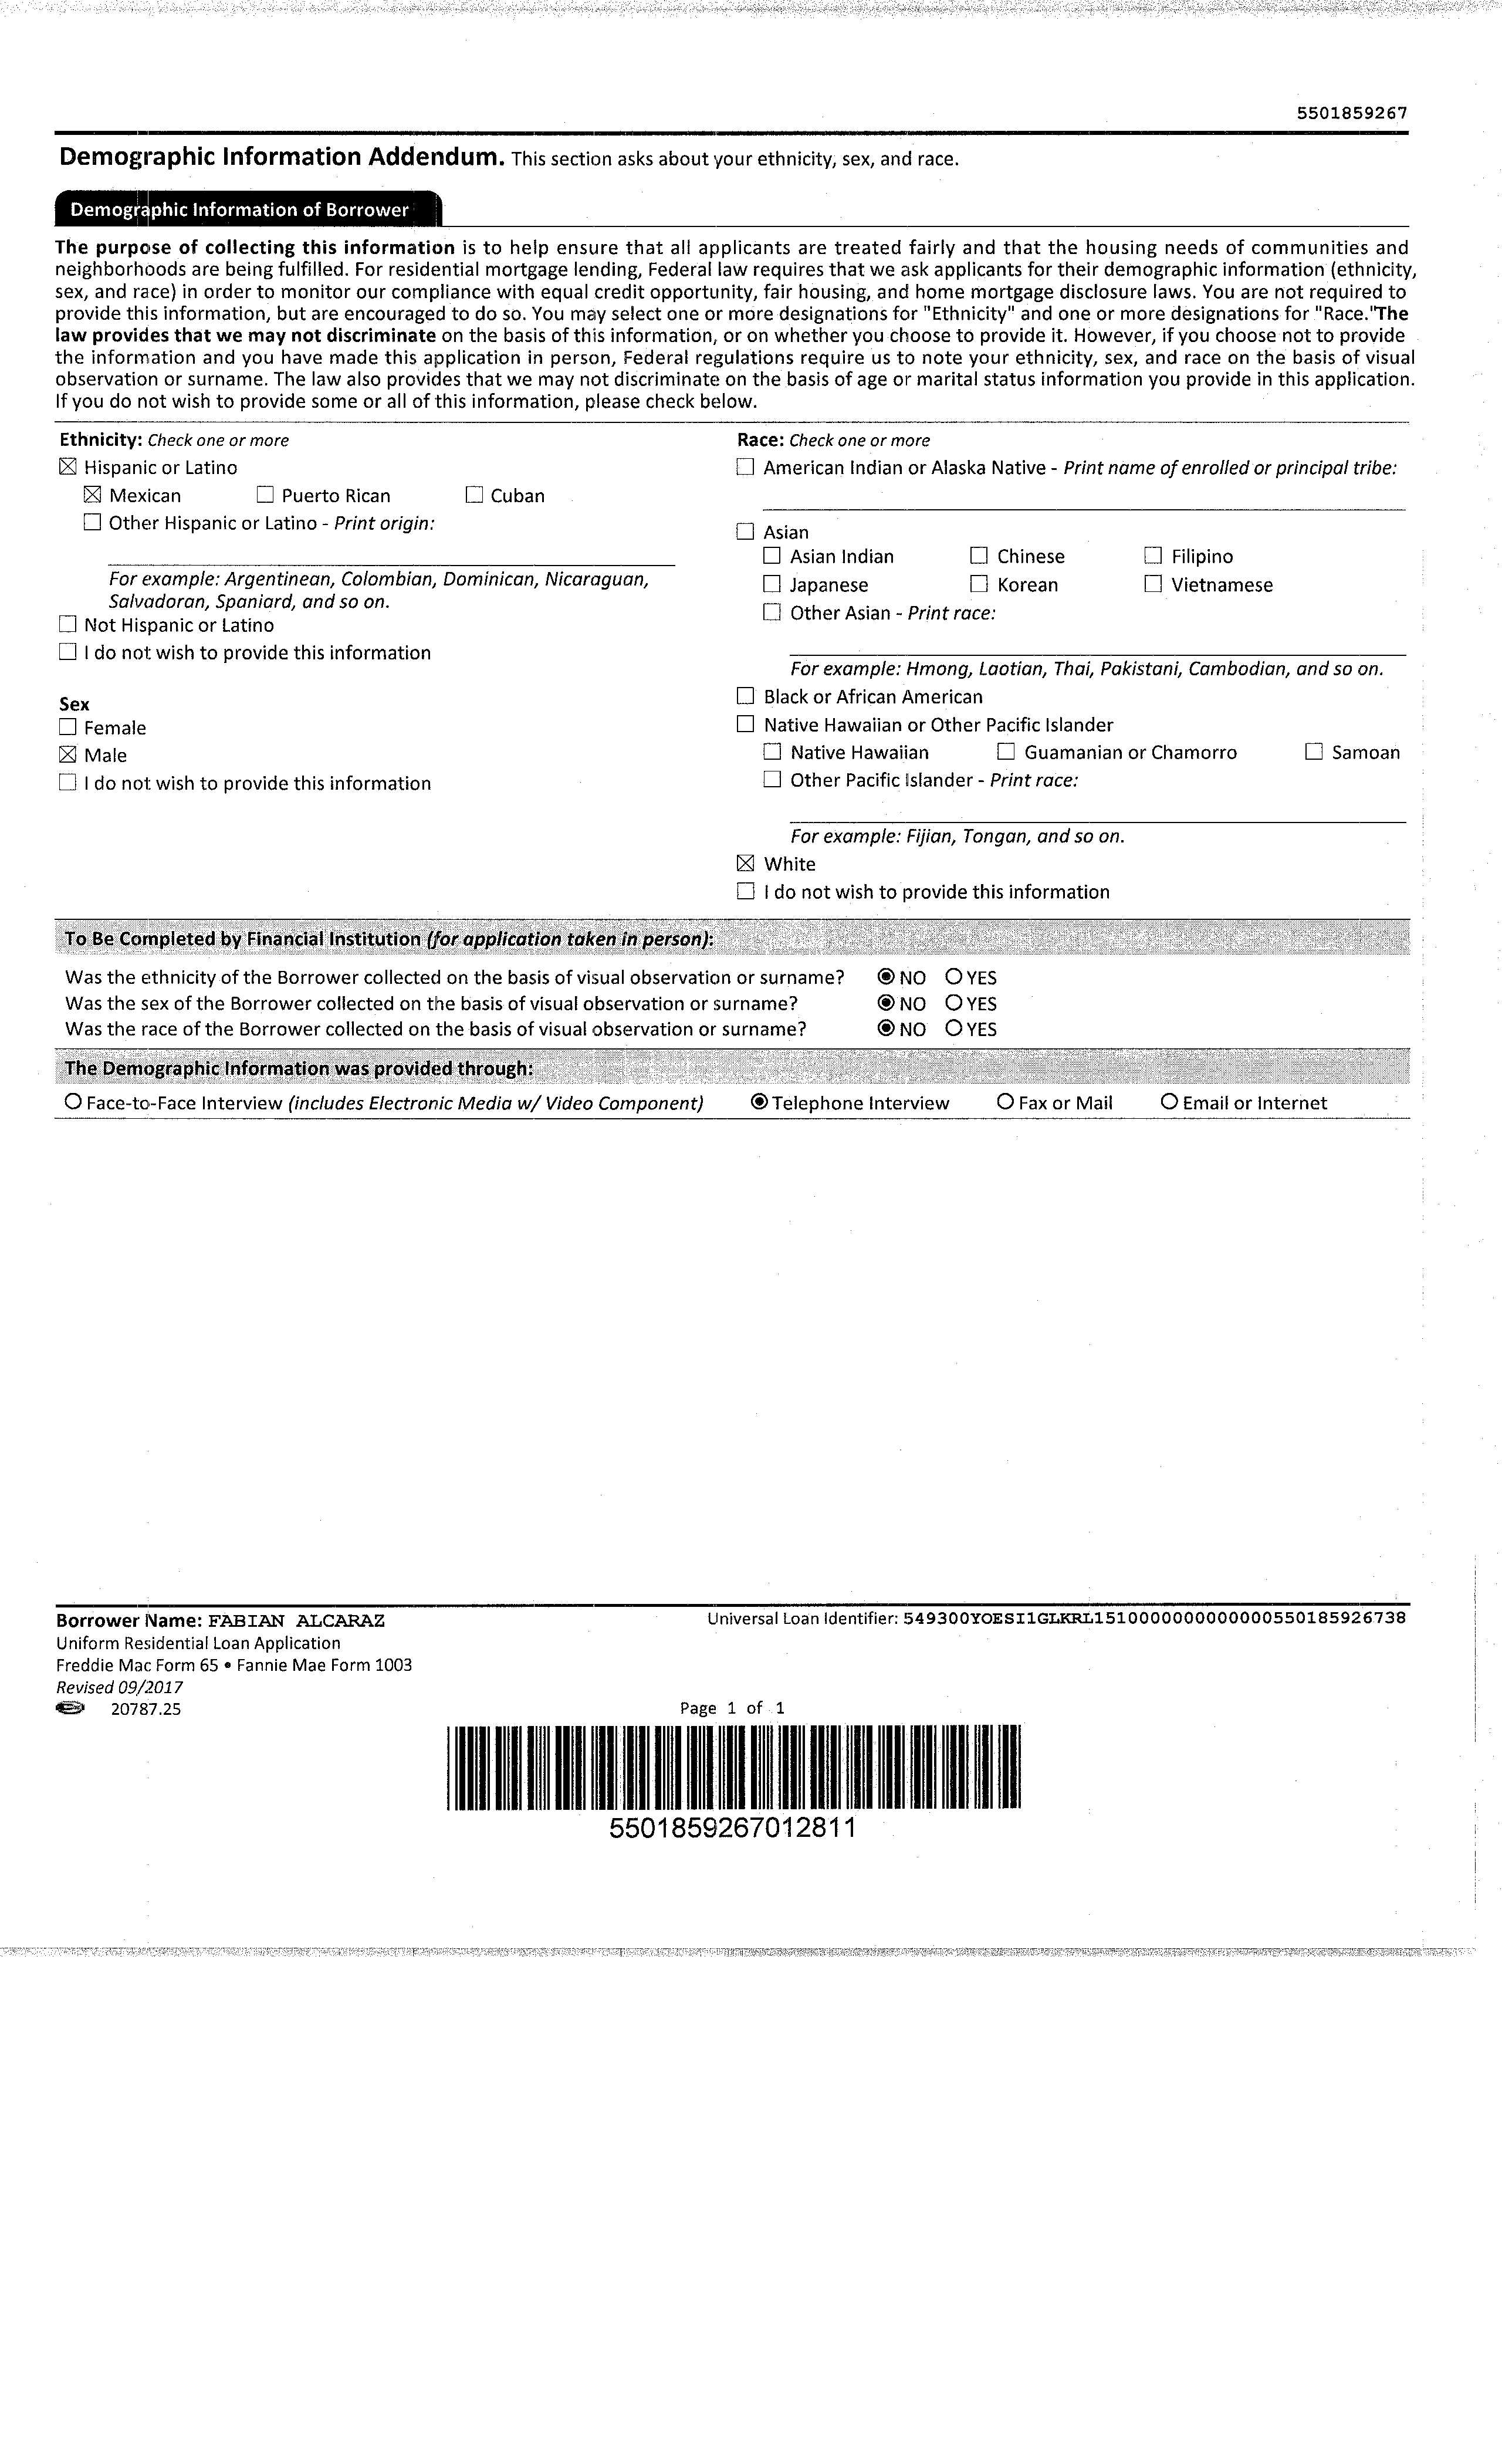 5501859267
Demographic Information Addendum. This section asks about your ethnicity, sex, and race.
Demographic Information of Borrower
The purpose of collecting this information is to help ensure that all applicants are treated fairly and that the housing needs of communities and
neighborhoods are being fulfilled. For residential mortgage lending, Federal law requires that we ask applicants for their demographic information (ethnicity,
sex, and race) in order to monitor our compliance with equal credit opportunity, fair housing, and home mortgage disclosure laws. You are not required to
provide this information, but are encouraged to do so. You may select one or more designations for "Ethnicity" and one or more designations for "Race."The
law provides that we may not discriminate on the basis of this information, or on whether you choose to provide it. However, if you choose not to provide
the information and you have made this application in person, Federal regulations require us to note your ethnicity, sex, and race on the basis of visual
observation or surname. The law also provides that we may not discriminate on the basis of age or marital status information you provide in this application.
If you do not wish to provide some or all of this information, please check below.
Ethnicity: Check one or more
☒ Hispanic or Latino
☒ Mexican ☐ Puerto Rican ☐ Cuban
☐ Other Hispanic or Latino - Print origin:
For example: Argentinean, Colombian, Dominican, Nicaraguan,
Salvadoran, Spaniard, and so on.
☐ Not Hispanic or Latino
☐ I do not wish to provide this information
Sex
☐ Female
☒ Male
☐ I do not wish to provide this information
Race: Check one or more
☐ American Indian or Alaska Native - Print name of enrolled or principal tribe:
☐ Asian
☐ Asian Indian ☐ Chinese ☐ Filipino
☐ Japanese ☐ Korean ☐ Vietnamese
☐ Other Asian - Print race:
For example: Hmong, Laotian, Thai, Pakistani, Cambodian, and so on.
☐ Black or African American
☐ Native Hawaiian or Other Pacific Islander
☐ Native Hawaiian ☐ Guamanian or Chamorro ☐ Samoan
☐ Other Pacific Islander - Print race:
For example: Fijian, Tongan, and so on.
☒ White
☐ I do not wish to provide this information
To Be Completed by Financial Institution (for application taken in person):
Was the ethnicity of the Borrower collected on the basis of visual observation or surname? ◉ NO ○ YES
Was the sex of the Borrower collected on the basis of visual observation or surname? ◉ NO ○ YES
Was the race of the Borrower collected on the basis of visual observation or surname? ◉ NO ○ YES
The Demographic Information was provided through:
○ Face-to-Face Interview (includes Electronic Media w/ Video Component) ◉ Telephone Interview ○ Fax or Mail ○ Email or Internet
Borrower Name: FABIAN ALCARAZ Universal Loan Identifier: 549300YOESI1GLKRL15100000000000000550185926738
Uniform Residential Loan Application
Freddie Mac Form 65 • Fannie Mae Form 1003
Revised 09/2017
20787.25
Page 1 of 1
5501859267012811